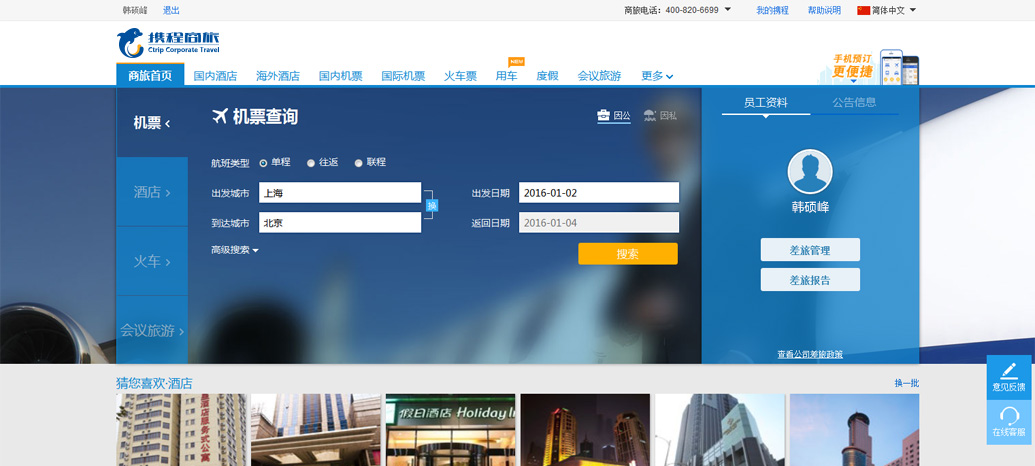 韩硕峰 退出 商旅电话：400-820-6699 我的携程 帮助说明 简体中文
携程商旅
Ctrip Corporate Travel
手机预订
更便捷
NEW
商旅首页 国内酒店 海外酒店 国内机票 国际机票 火车票 用车 度假 会议旅游 更多
机票
酒店
火车
会议旅游
机票查询 因公 因私
航班类型 单程 往返 联程
出发城市 上海 出发日期 2016-01-02
换
到达城市 北京 返回日期 2016-01-04
高级搜索 搜索
员工资料 公告信息
韩硕峰
差旅管理
差旅报告
查看公司差旅政策
意见反馈
在线客服
猜您喜欢·酒店 换一批
酒店服务式公寓
假日酒店 Holiday In